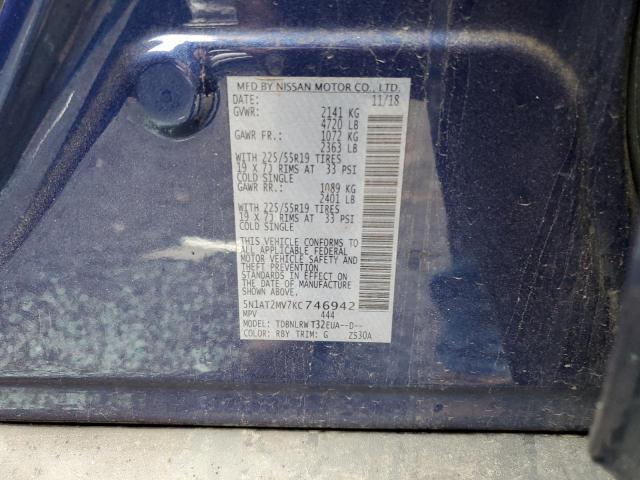 MFD BY NISSAN MOTOR CO., LTD.
DATE: 11/18
GVWR: 2141 KG
4720 LB
GAWR FR.: 1072 KG
2363 LB
WITH 225/55R19 TIRES
19 X 7J RIMS AT 33 PSI
COLD SINGLE
GAWR RR.: 1089 KG
2401 LB
WITH 225/55R19 TIRES
19 X 7J RIMS AT 33 PSI
COLD SINGLE
THIS VEHICLE CONFORMS TO
ALL APPLICABLE FEDERAL
MOTOR VEHICLE SAFETY AND
THEFT PREVENTION
STANDARDS IN EFFECT ON
THE DATE OF MANUFACTURE
SHOWN ABOVE.
5N1AT2MV7KC746942
MPV 444
MODEL: TDBNLRW T32EUA--D--
COLOR: RBY TRIM: G Z530A